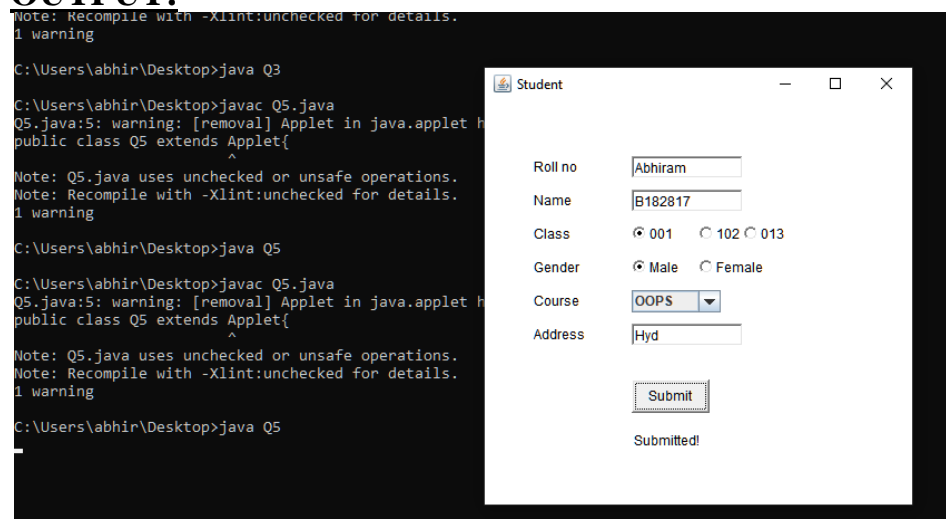 OUTPUT:
Note: Recompile with -Xlint:unchecked for details.
1 warning
C:\Users\abhir\Desktop>java Q3
C:\Users\abhir\Desktop>javac Q5.java
Q5.java:5: warning: [removal] Applet in java.applet h
public class Q5 extends Applet{
^
Note: Q5.java uses unchecked or unsafe operations.
Note: Recompile with -Xlint:unchecked for details.
1 warning
C:\Users\abhir\Desktop>java Q5
C:\Users\abhir\Desktop>javac Q5.java
Q5.java:5: warning: [removal] Applet in java.applet h
public class Q5 extends Applet{
^
Note: Q5.java uses unchecked or unsafe operations.
Note: Recompile with -Xlint:unchecked for details.
1 warning
C:\Users\abhir\Desktop>java Q5
Student
Roll no Abhiram
Name B182817
Class 001 102 013
Gender Male Female
Course OOPS
Address Hyd
Submit
Submitted!